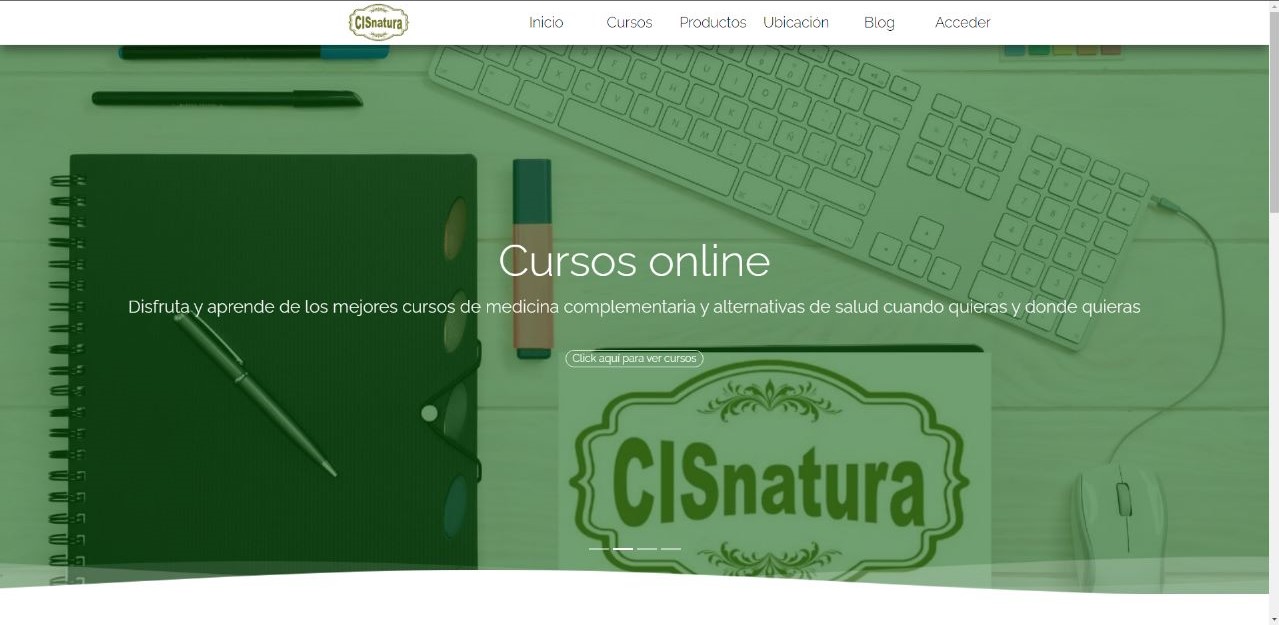 CISnatura
Inicio Cursos Productos Ubicación Blog Acceder
Cursos online
Disfruta y aprende de los mejores cursos de medicina complementaria y alternativas de salud cuando quieras y donde quieras
Click aquí para ver cursos
CISnatura